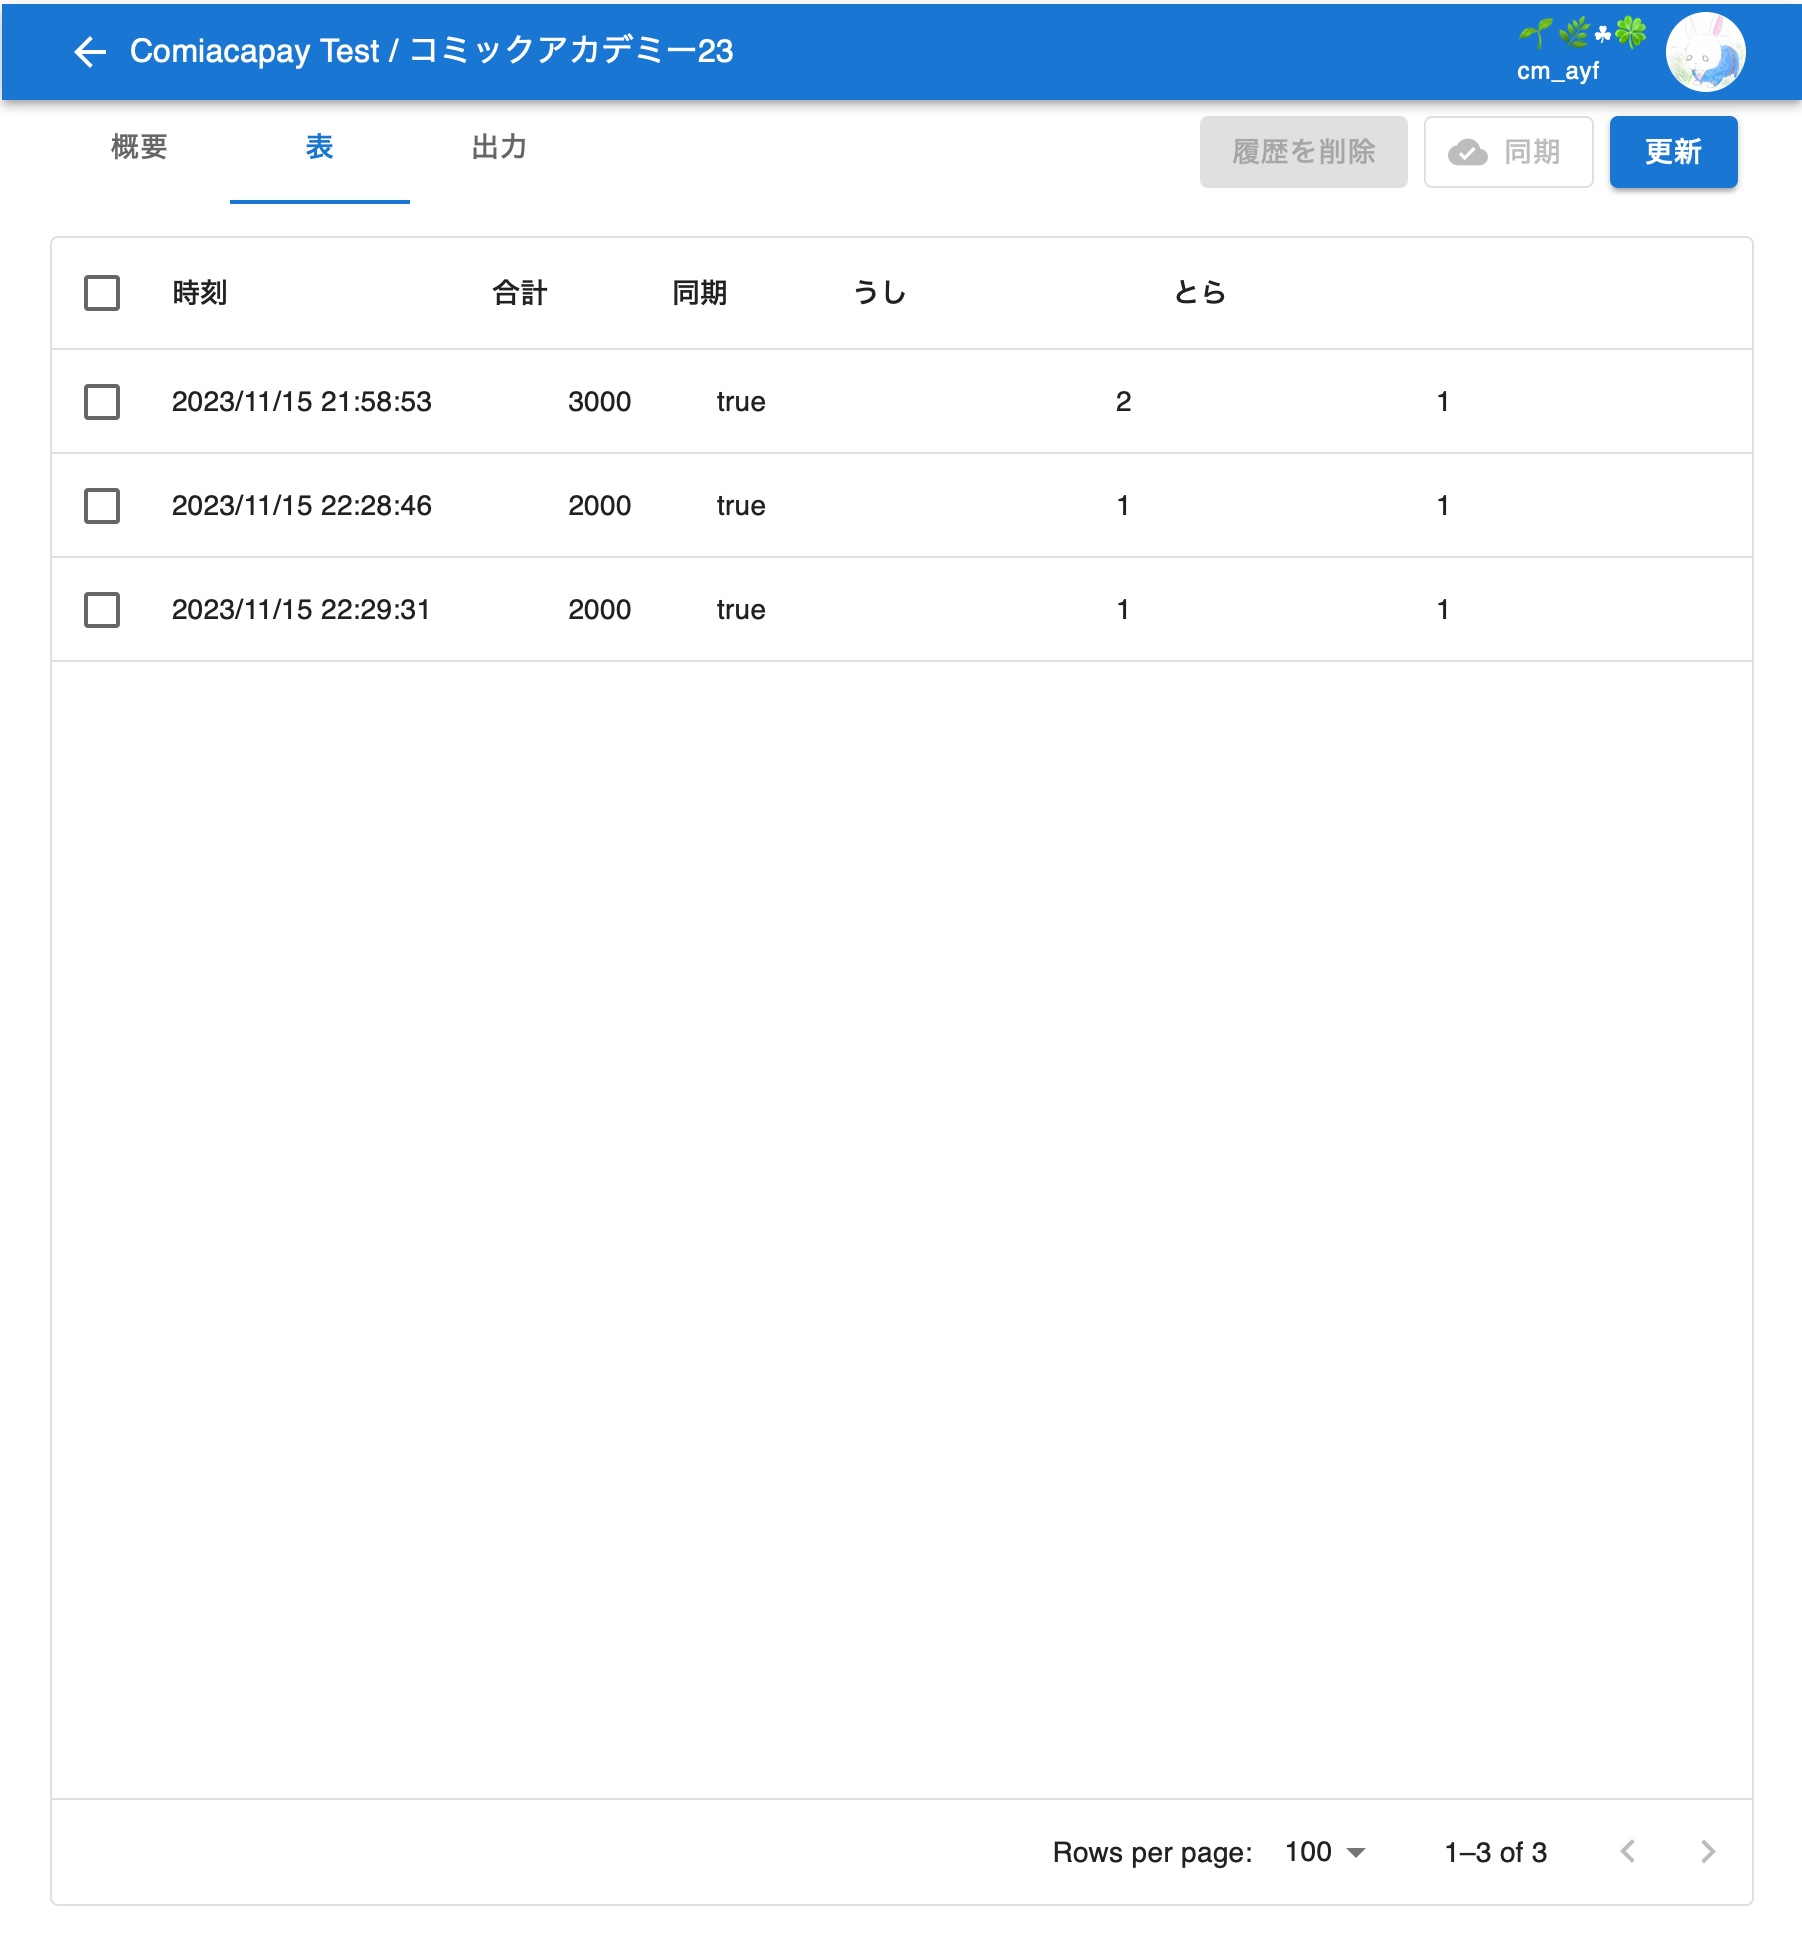 Comiacapay Test / コミックアカデミー23
🌱🌿☘🍀
cm_ayf
概要 表 出力 履歴を削除 同期 更新
時刻 合計 同期 うし とら
2023/11/15 21:58:53 3000 true 2 1
2023/11/15 22:28:46 2000 true 1 1
2023/11/15 22:29:31 2000 true 1 1
Rows per page: 100 1–3 of 3